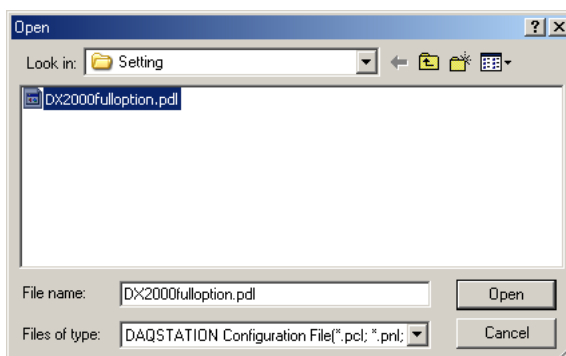 Open
Look in: Setting
DX2000fulloption.pdl
File name: DX2000fulloption.pdl Open
Files of type: DAQSTATION Configuration File(*.pcl; *.pnl; Cancel